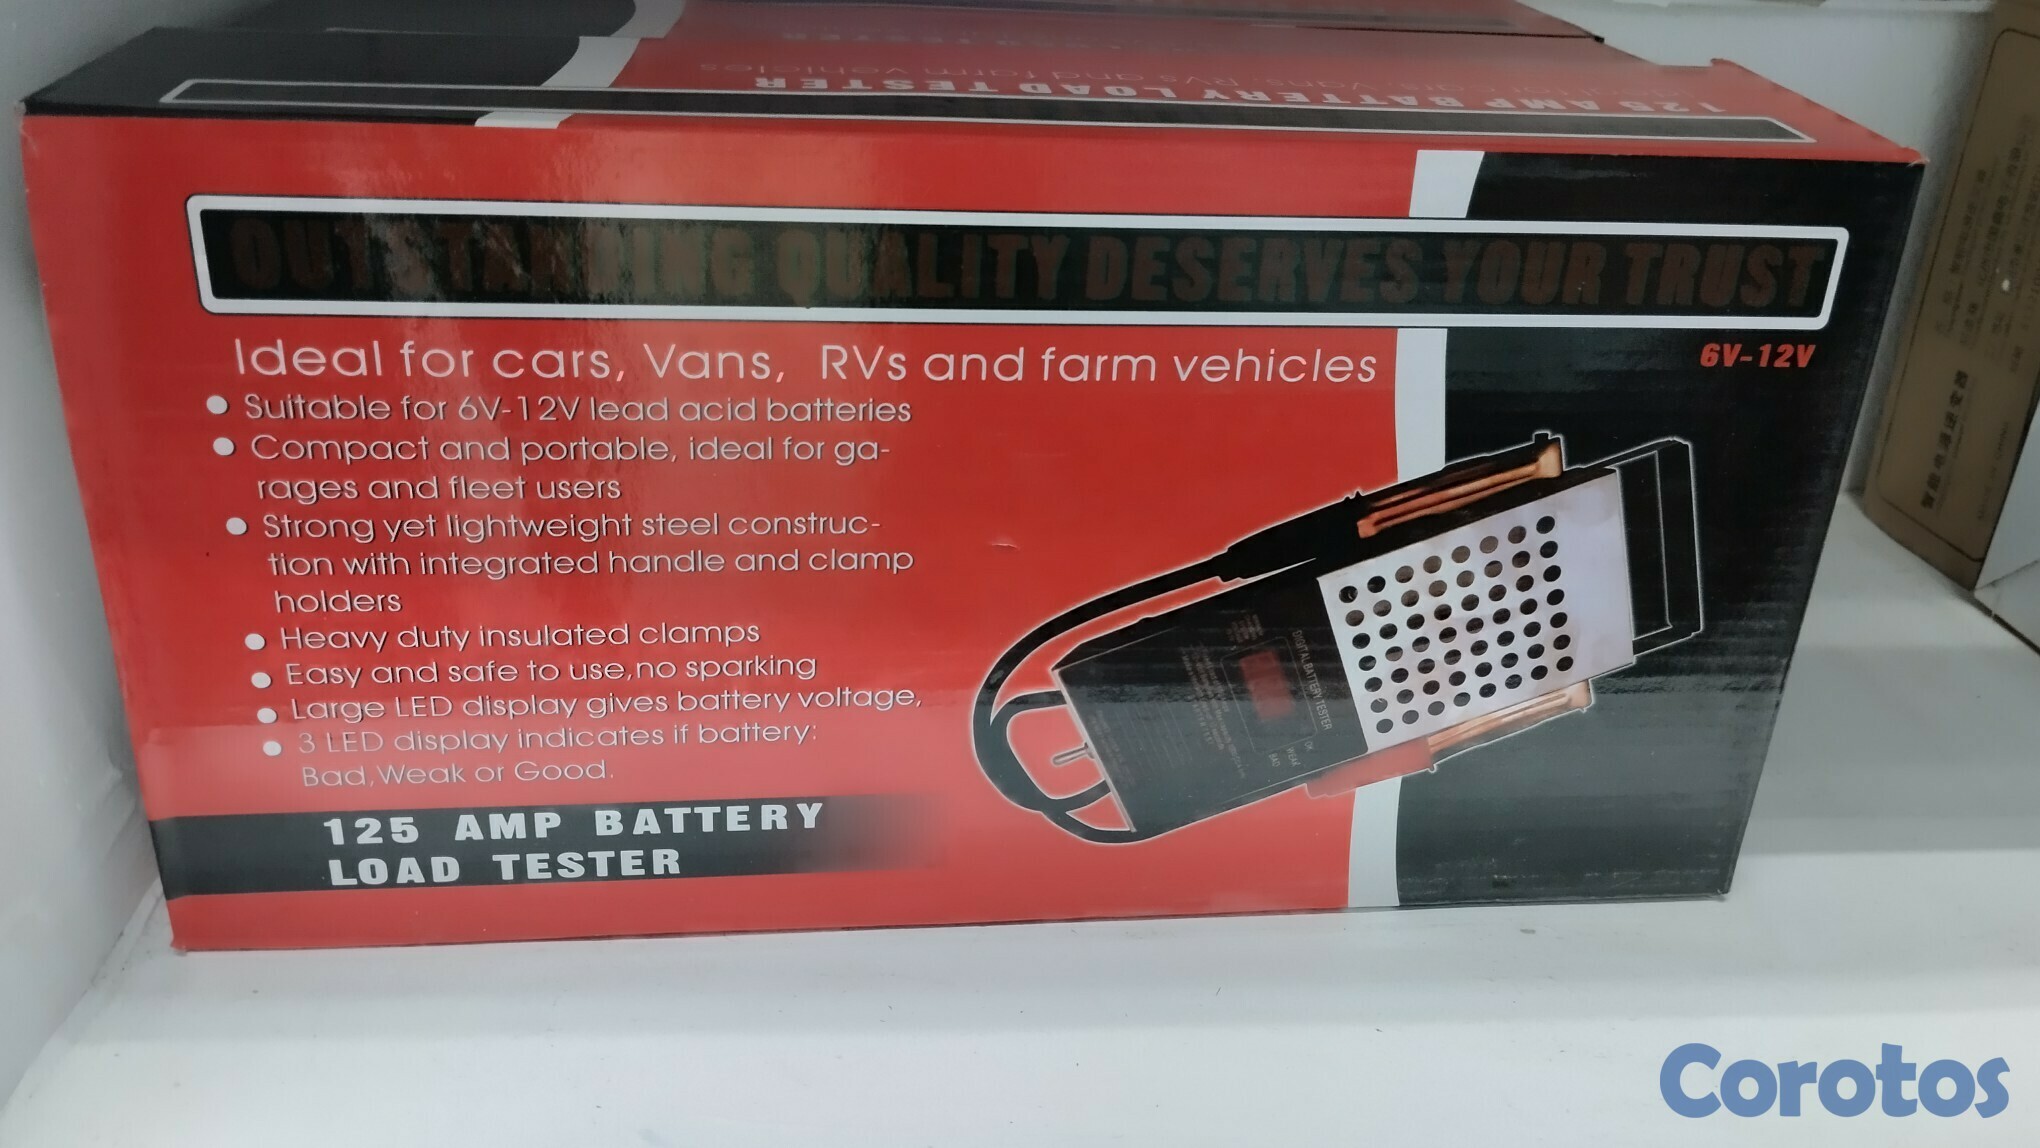 125 AMP BATTERY LOAD TESTER
OUTSTANDING QUALITY DESERVES YOUR TRUST
Ideal for cars, Vans, RVs and farm vehicles
6V-12V
Suitable for 6V-12V lead acid batteries
Compact and portable, ideal for ga-
rages and fleet users
Strong yet lightweight steel construc-
tion with integrated handle and clamp
holders
Heavy duty insulated clamps
Easy and safe to use,no sparking
Large LED display gives battery voltage,
3 LED display indicates if battery:
Bad,Weak or Good.
125 AMP BATTERY
LOAD TESTER
DIGITAL BATTERY TESTER
OK
WEAK
BAD
Corotos